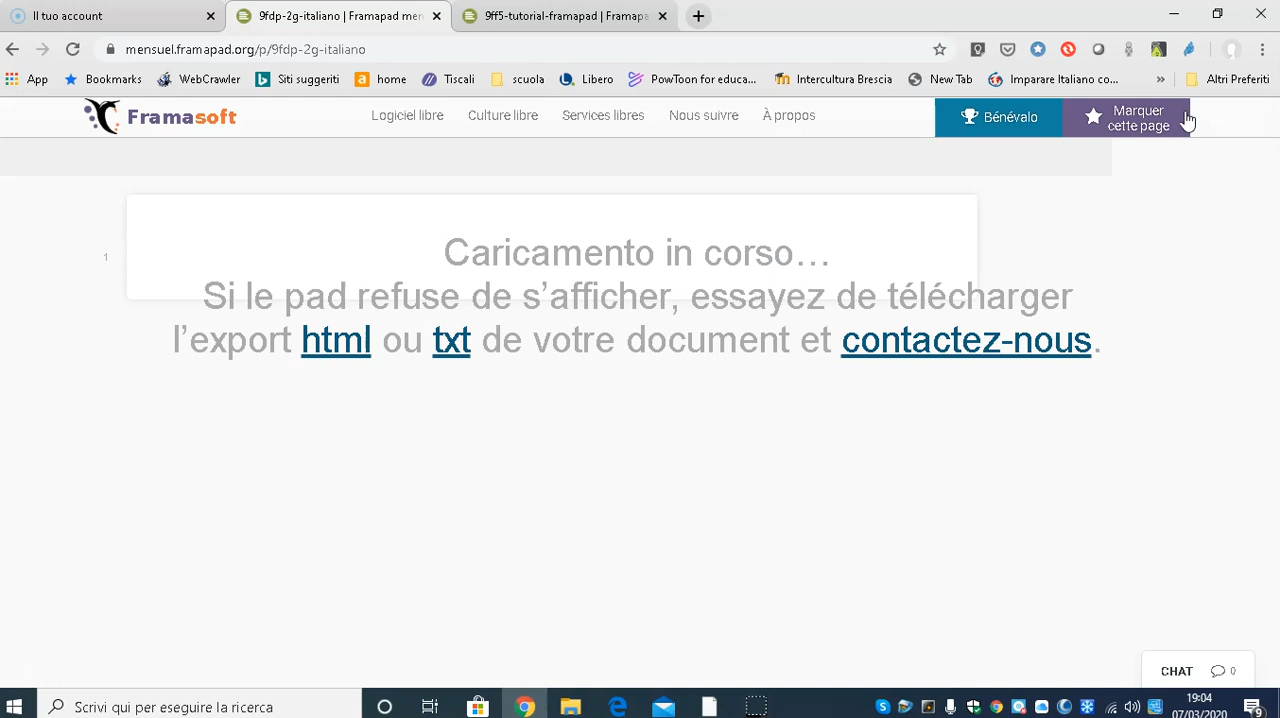 Il tuo account
9fdp-2g-italiano | Framapad men
9ff5-tutorial-framapad | Framapa
mensuel.framapad.org/p/9fdp-2g-italiano
App
Bookmarks
WebCrawler
Siti suggeriti
home
Tiscali
scuola
Libero
PowToon for educa...
Intercultura Brescia
New Tab
Imparare Italiano co...
»
Altri Preferiti
Framasoft
Logiciel libre
Culture libre
Services libres
Nous suivre
À propos
Bénévalo
Marquer
cette page
1
Caricamento in corso…
Si le pad refuse de s’afficher, essayez de télécharger
l’export html ou txt de votre document et contactez-nous.
CHAT 0
Scrivi qui per eseguire la ricerca
19:04
07/03/2020
9